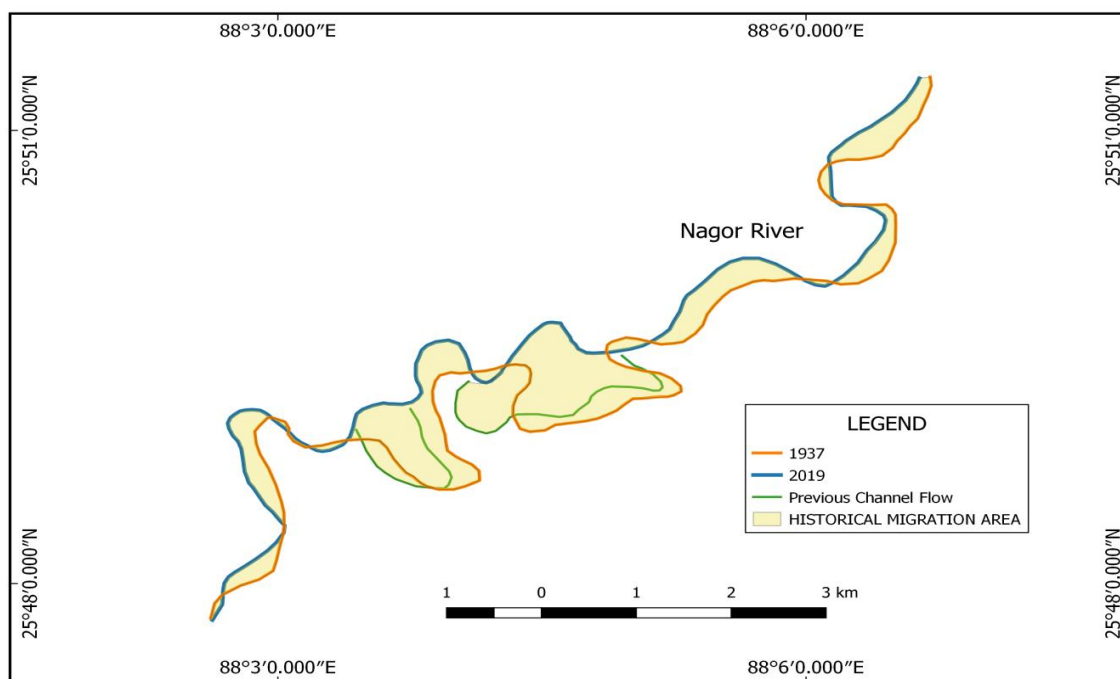 88°3′0.000″E 88°6′0.000″E
25°51′0.000″N 25°51′0.000″N
Nagor River
LEGEND
1937
2019
Previous Channel Flow
HISTORICAL MIGRATION AREA
25°48′0.000″N 25°48′0.000″N
1 0 1 2 3 km
88°3′0.000″E 88°6′0.000″E